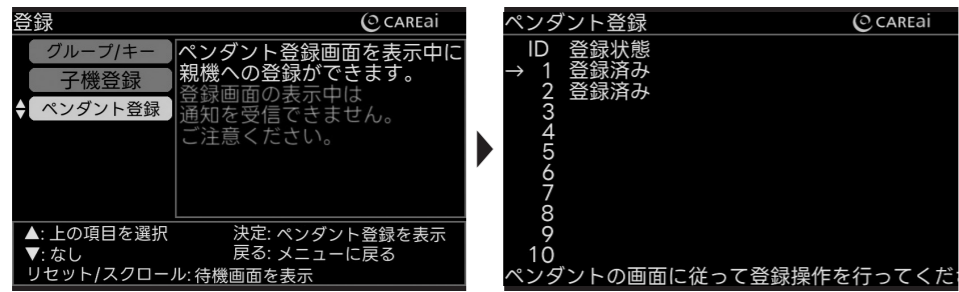 登録
CAREai
グループ/キー
子機登録
ペンダント登録
ペンダント登録画面を表示中に
親機への登録ができます。
登録画面の表示中は
通知を受信できません。
ご注意ください。
▲: 上の項目を選択
決定: ペンダント登録を表示
▼: なし
戻る: メニューに戻る
リセット/スクロール: 待機画面を表示
ペンダント登録
CAREai
ID 登録状態
→ 1 登録済み
2 登録済み
3
4
5
6
7
8
9
10
ペンダントの画面に従って登録操作を行ってくだ